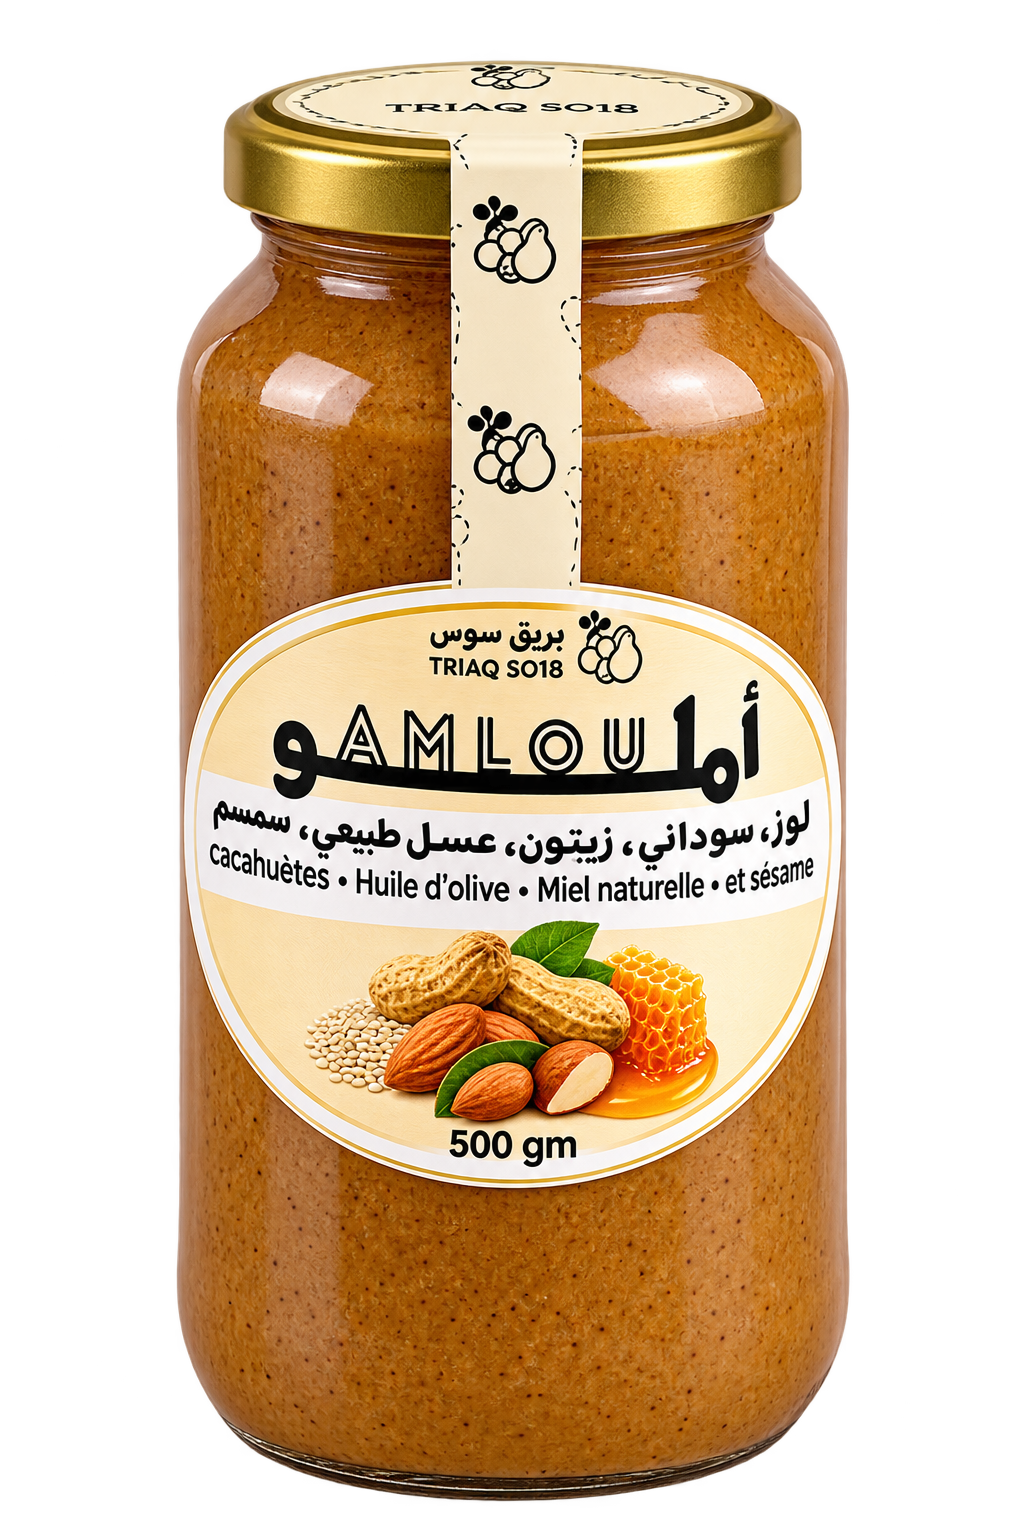 TRIAQ SO18
بريق سوس
TRIAQ SO18
أملو
AMLOU
لوز، سوداني، زيتون، عسل طبيعي، سمسم
cacahuètes • Huile d'olive • Miel naturelle • et sésame
500 gm